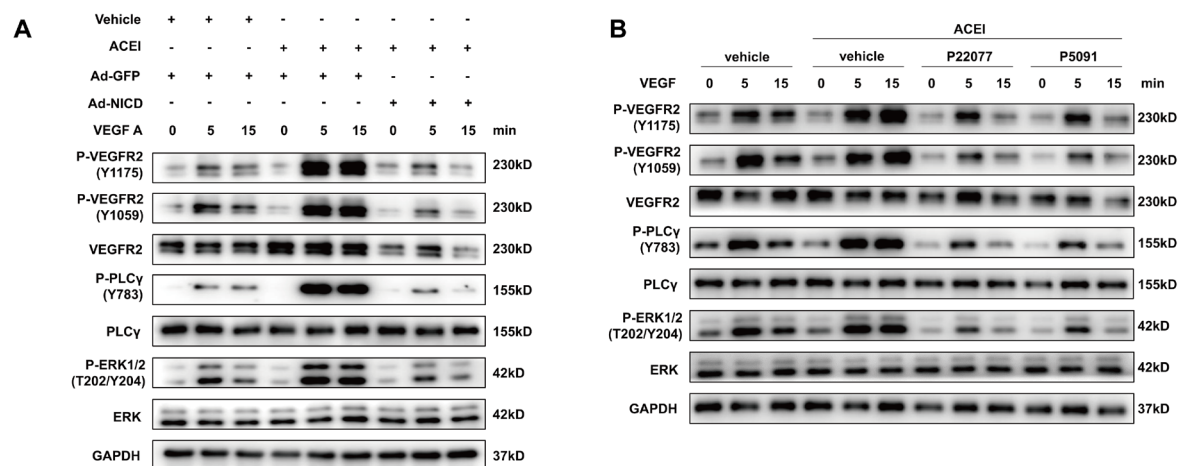 A
Vehicle + + + - - - - - -
ACEI - - - + + + + + +
Ad-GFP + + + + + + - - -
Ad-NICD - - - - - - + + +
VEGF A 0 5 15 0 5 15 0 5 15 min
P-VEGFR2
(Y1175) 230kD
P-VEGFR2
(Y1059) 230kD
VEGFR2 230kD
P-PLCγ
(Y783) 155kD
PLCγ 155kD
P-ERK1/2
(T202/Y204) 42kD
ERK 42kD
GAPDH 37kD
B
ACEI
vehicle vehicle P22077 P5091
VEGF 0 5 15 0 5 15 0 5 15 0 5 15 min
P-VEGFR2
(Y1175) 230kD
P-VEGFR2
(Y1059) 230kD
VEGFR2 230kD
P-PLCγ
(Y783) 155kD
PLCγ 155kD
P-ERK1/2
(T202/Y204) 42kD
ERK 42kD
GAPDH 37kD